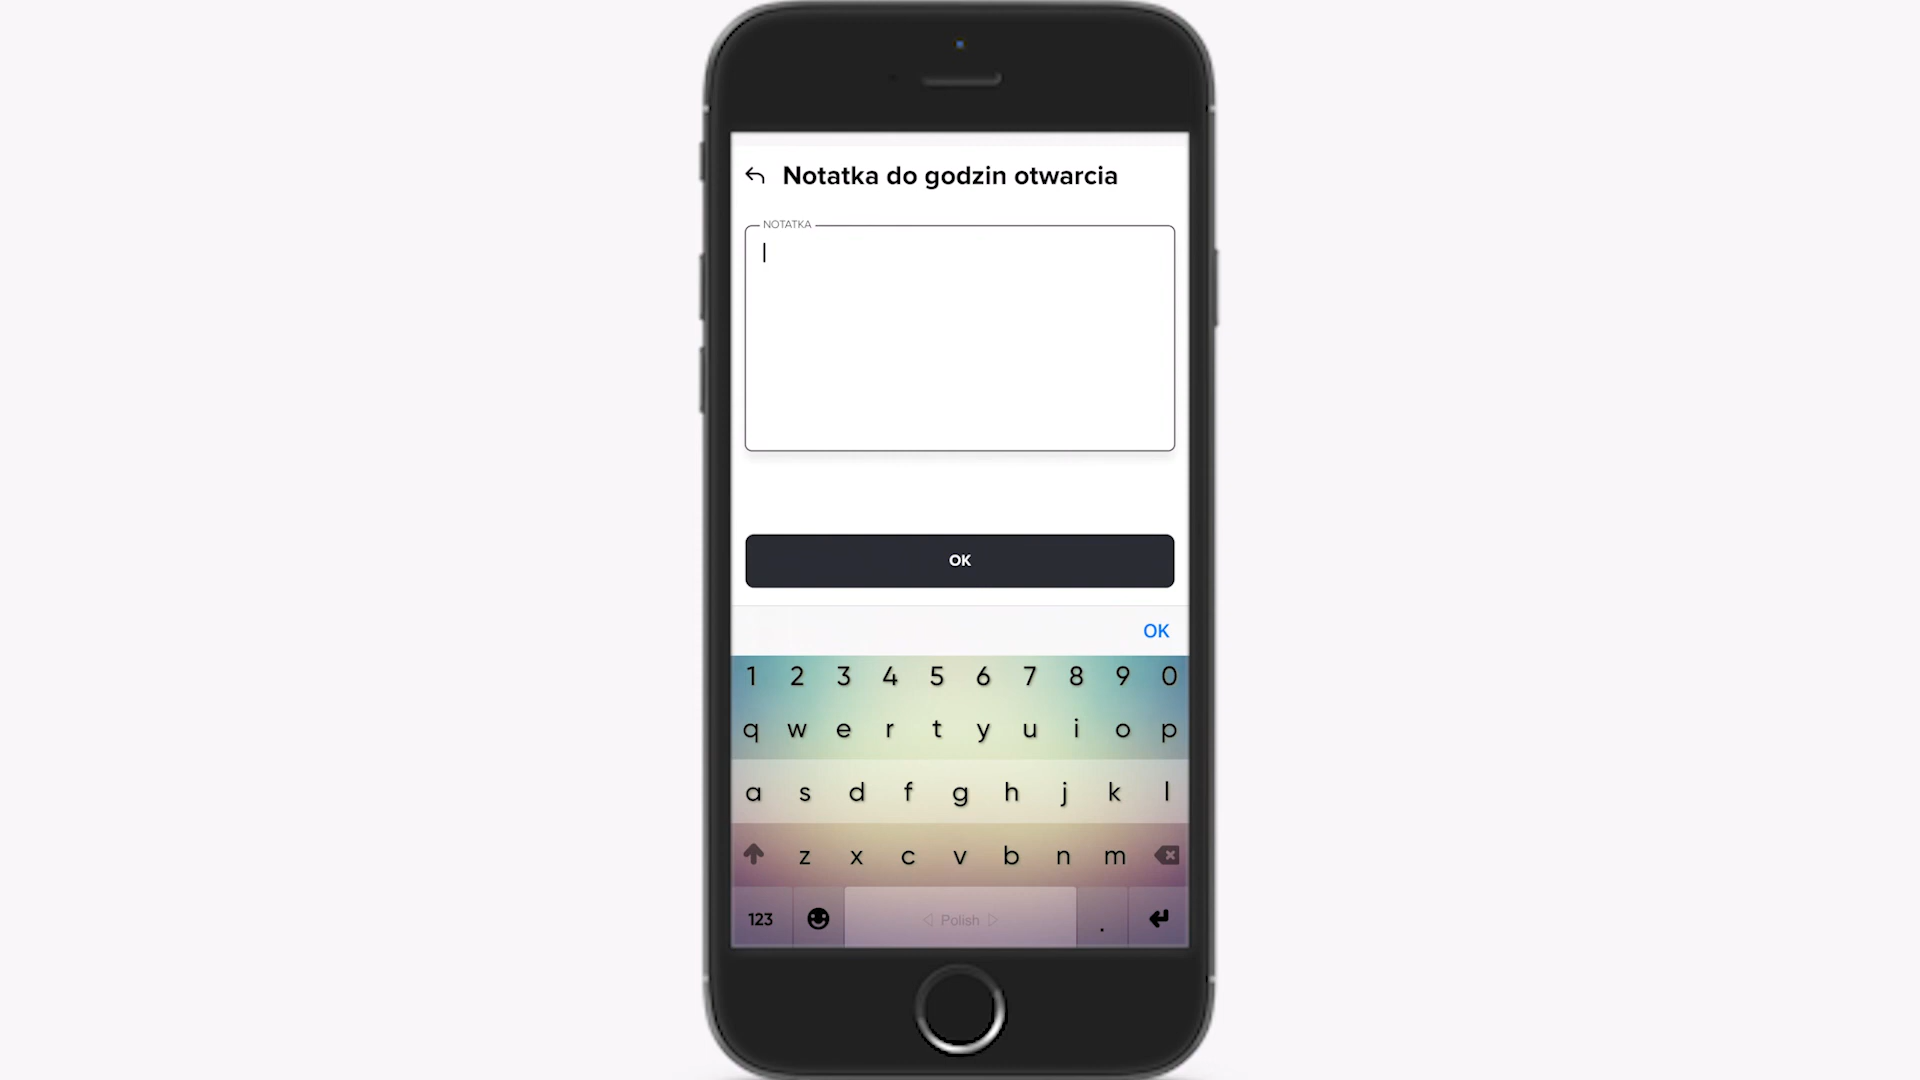 Notatka do godzin otwarcia
NOTATKA
OK
OK
1 2 3 4 5 6 7 8 9 0
q w e r t y u i o p
a s d f g h j k l
z x c v b n m
123 Polish .